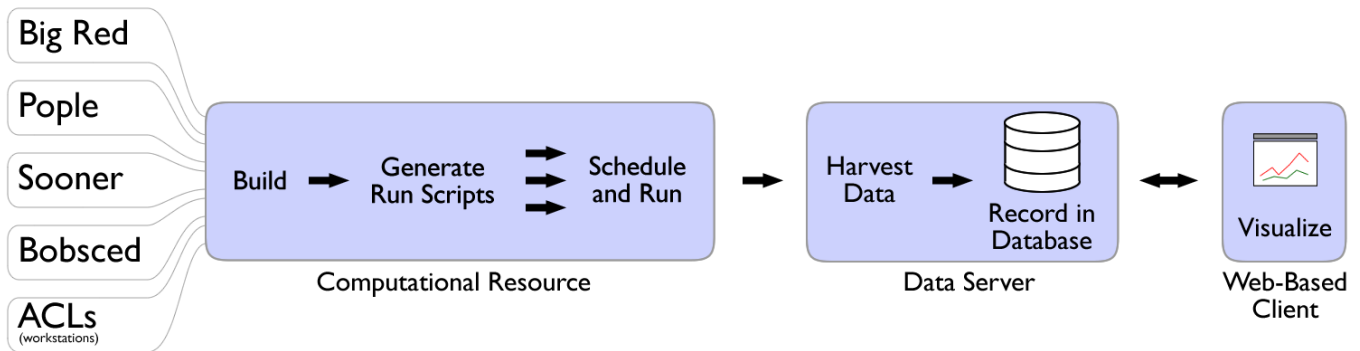 Big Red
Pople
Sooner
Bobsced
ACLs
(workstations)
Build
Generate
Run Scripts
Schedule
and Run
Computational Resource
Harvest
Data
Record in
Database
Data Server
Visualize
Web-Based
Client